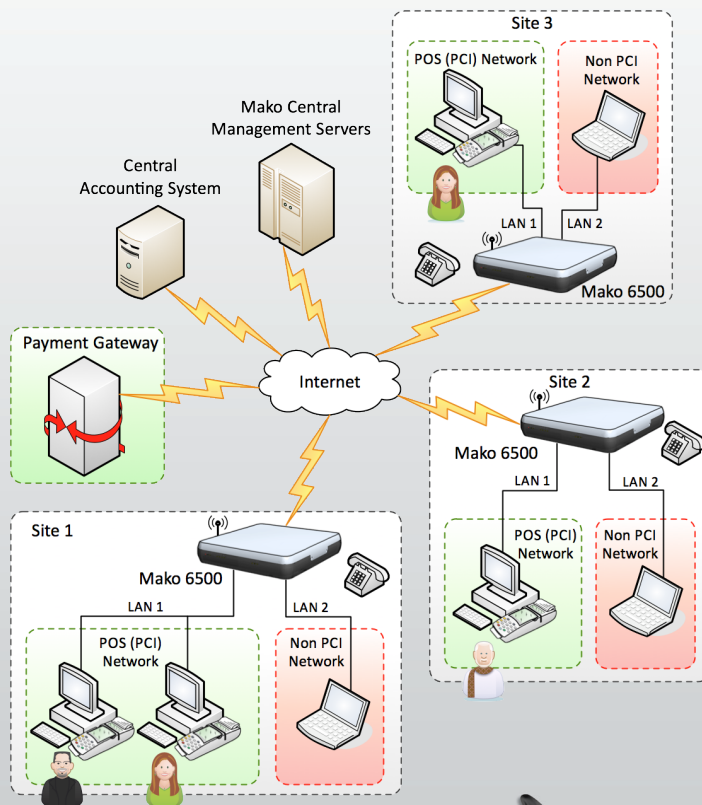 Site 3
POS (PCI) Network
Non PCI
Network
LAN 1
LAN 2
Mako 6500
Mako Central
Management Servers
Central
Accounting System
Payment Gateway
Internet
Site 2
Mako 6500
LAN 1
LAN 2
POS (PCI)
Network
Non PCI
Network
Site 1
Mako 6500
LAN 1
LAN 2
POS (PCI)
Network
Non PCI
Network